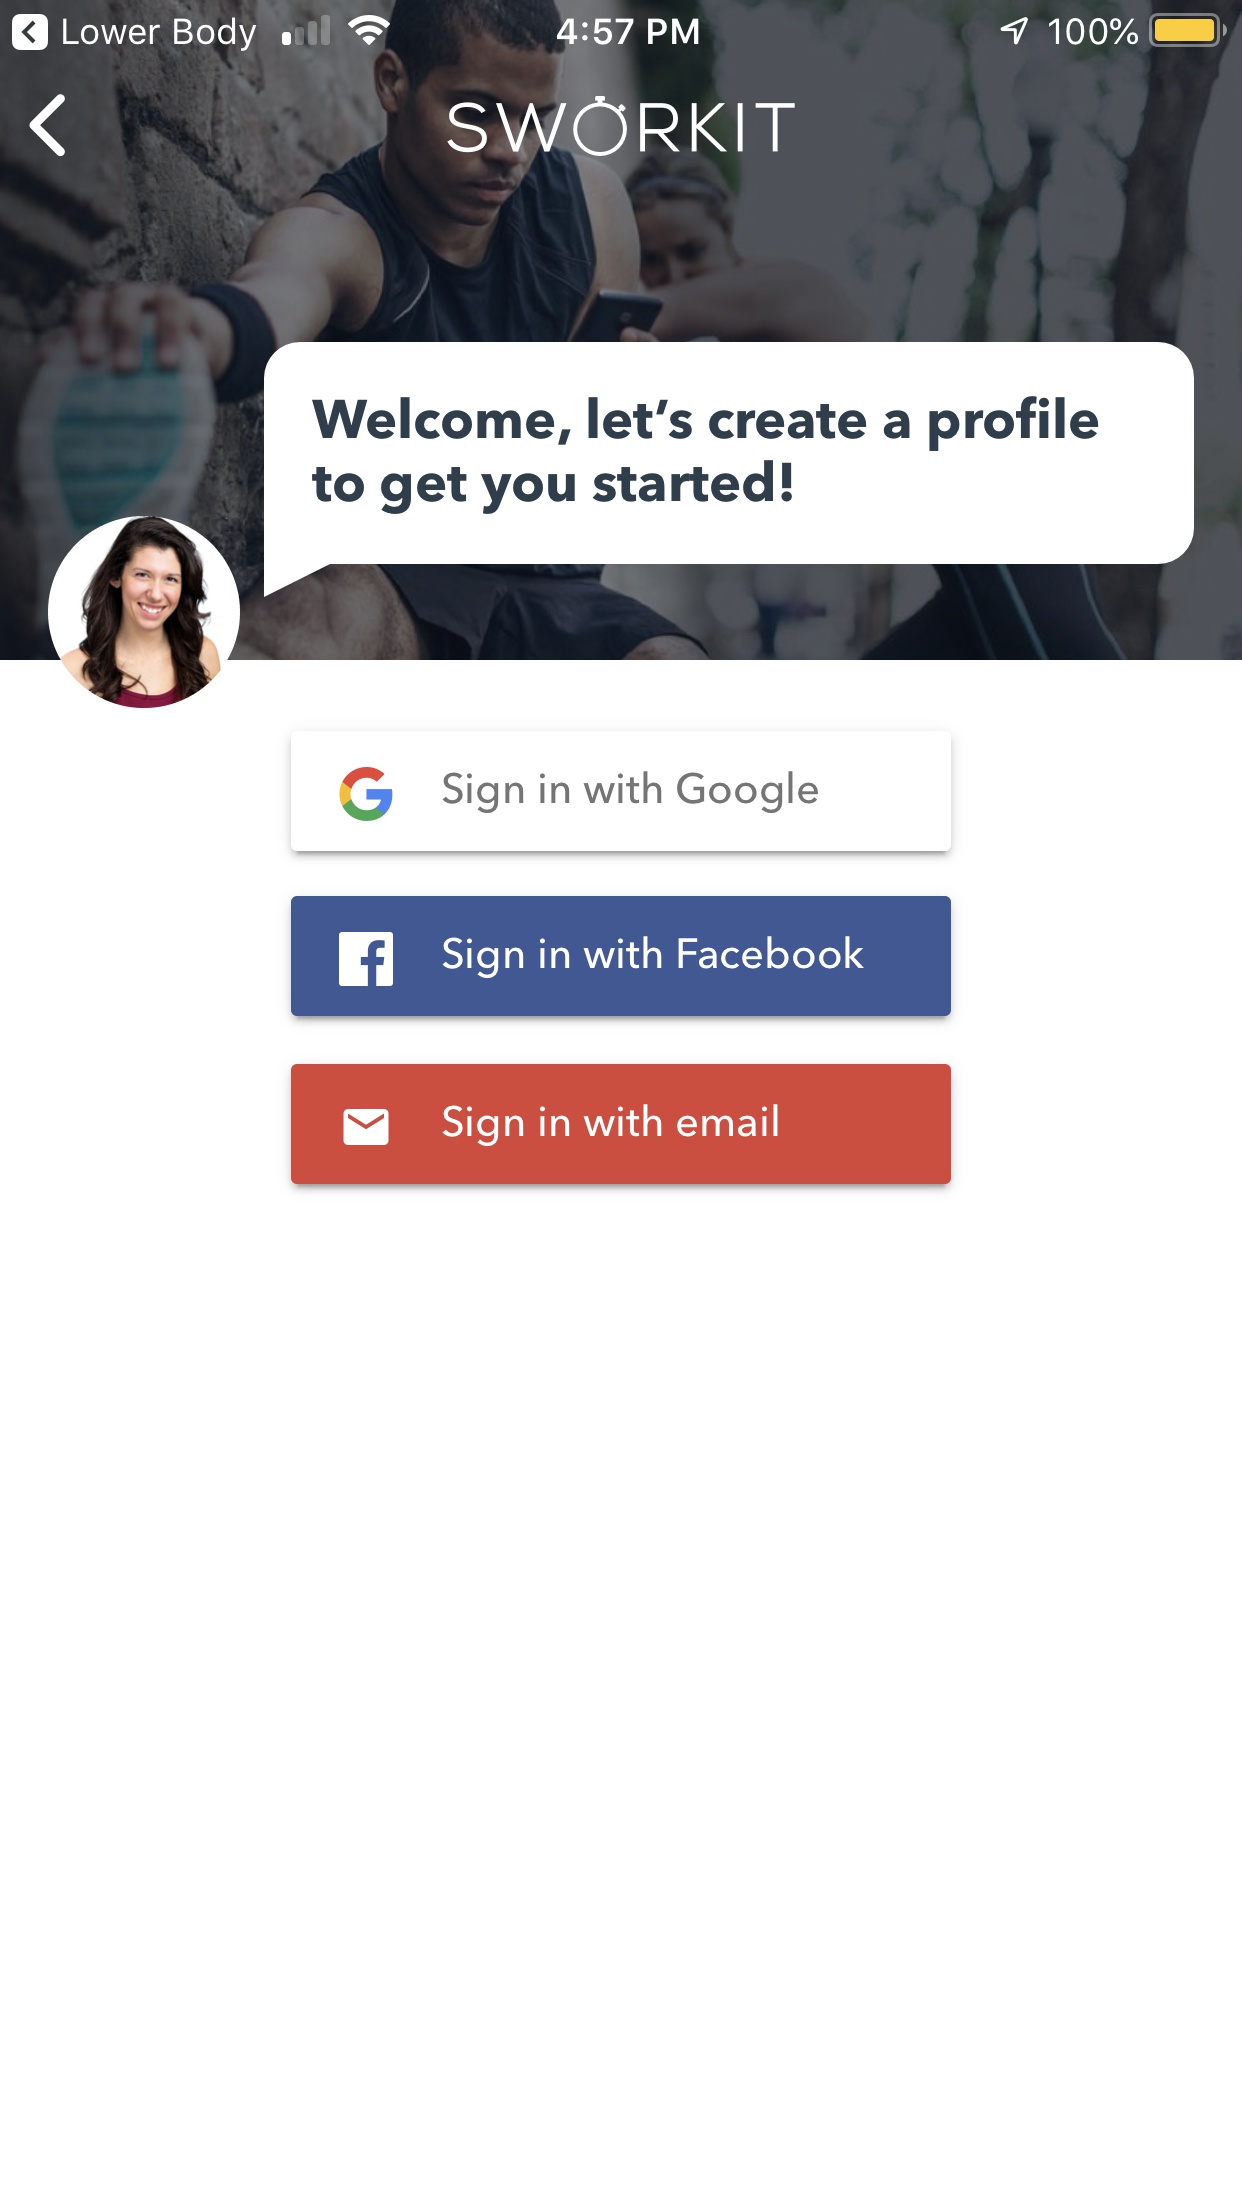 Lower Body
4:57 PM
100%
SWORKIT
Welcome, let’s create a profile
to get you started!
Sign in with Google
Sign in with Facebook
Sign in with email